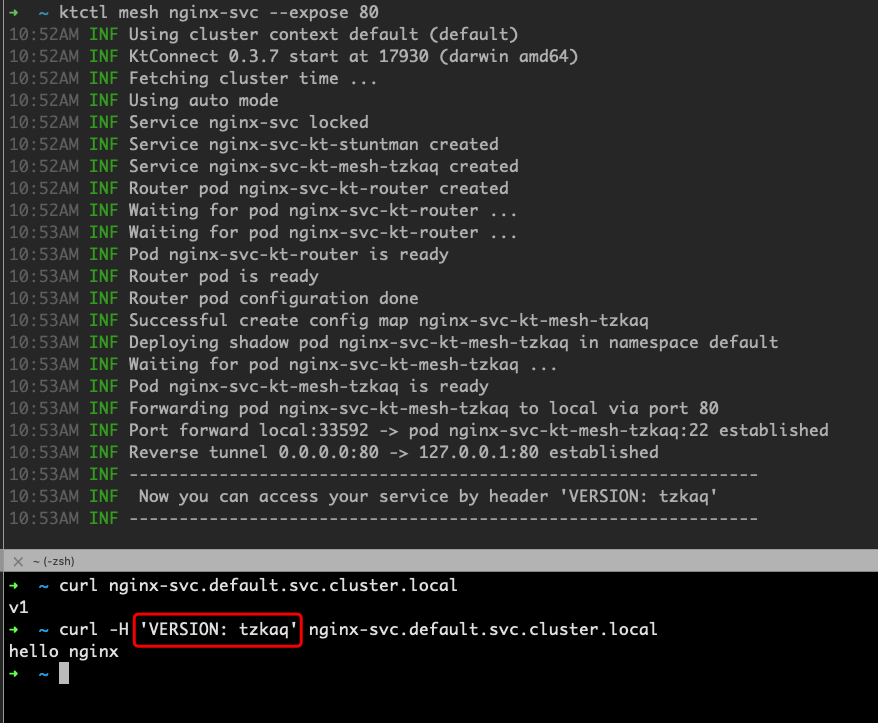 ➜ ~ ktctl mesh nginx-svc --expose 80
10:52AM INF Using cluster context default (default)
10:52AM INF KtConnect 0.3.7 start at 17930 (darwin amd64)
10:52AM INF Fetching cluster time ...
10:52AM INF Using auto mode
10:52AM INF Service nginx-svc locked
10:52AM INF Service nginx-svc-kt-stuntman created
10:52AM INF Service nginx-svc-kt-mesh-tzkaq created
10:52AM INF Router pod nginx-svc-kt-router created
10:52AM INF Waiting for pod nginx-svc-kt-router ...
10:53AM INF Waiting for pod nginx-svc-kt-router ...
10:53AM INF Pod nginx-svc-kt-router is ready
10:53AM INF Router pod is ready
10:53AM INF Router pod configuration done
10:53AM INF Successful create config map nginx-svc-kt-mesh-tzkaq
10:53AM INF Deploying shadow pod nginx-svc-kt-mesh-tzkaq in namespace default
10:53AM INF Waiting for pod nginx-svc-kt-mesh-tzkaq ...
10:53AM INF Pod nginx-svc-kt-mesh-tzkaq is ready
10:53AM INF Forwarding pod nginx-svc-kt-mesh-tzkaq to local via port 80
10:53AM INF Port forward local:33592 -> pod nginx-svc-kt-mesh-tzkaq:22 established
10:53AM INF Reverse tunnel 0.0.0.0:80 -> 127.0.0.1:80 established
10:53AM INF ---------------------------------------------------------------
10:53AM INF  Now you can access your service by header 'VERSION: tzkaq'
10:53AM INF ---------------------------------------------------------------
~ (-zsh)
➜ ~ curl nginx-svc.default.svc.cluster.local
v1
➜ ~ curl -H 'VERSION: tzkaq' nginx-svc.default.svc.cluster.local
hello nginx
➜ ~